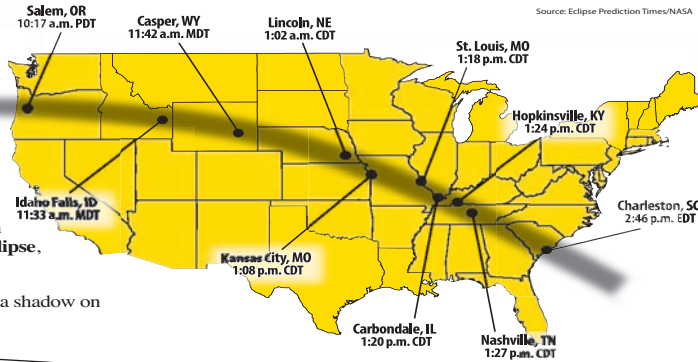 Source: Eclipse Prediction Times/NASA
Salem, OR
10:17 a.m. PDT
Casper, WY
11:42 a.m. MDT
Lincoln, NE
1:02 a.m. CDT
St. Louis, MO
1:18 p.m. CDT
Hopkinsville, KY
1:24 p.m. CDT
Idaho Falls, ID
11:33 a.m. MDT
Charleston, SC
2:46 p.m. EDT
lipse,
Kansas City, MO
1:08 p.m. CDT
a shadow on
Carbondale, IL
1:20 p.m. CDT
Nashville, TN
1:27 p.m. CDT